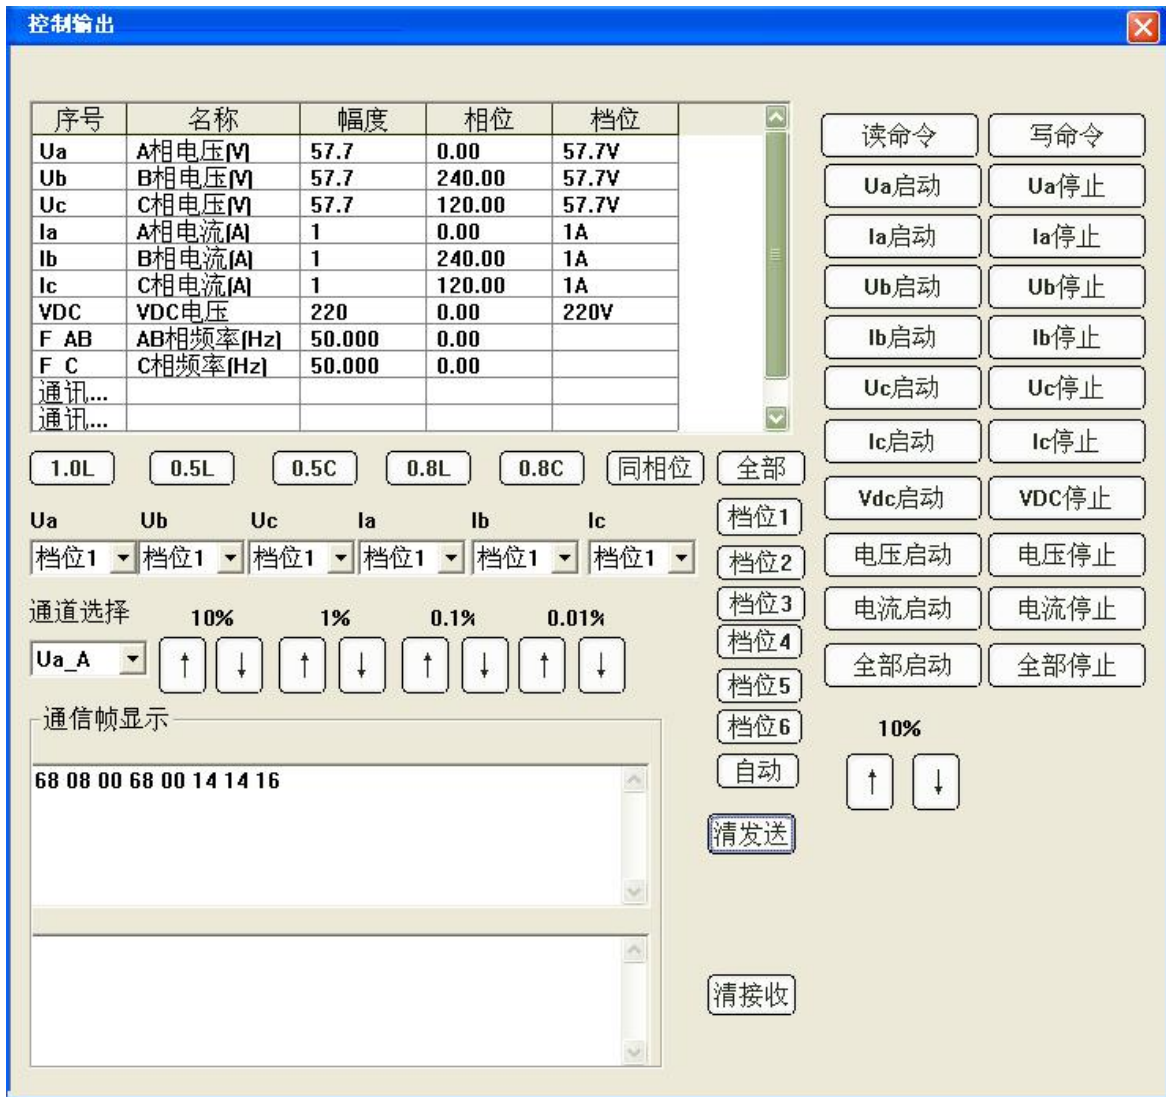 控制输出
序号 名称 幅度 相位 档位
Ua A相电压(V) 57.7 0.00 57.7V
Ub B相电压(V) 57.7 240.00 57.7V
Uc C相电压(V) 57.7 120.00 57.7V
Ia A相电流(A) 1 0.00 1A
Ib B相电流(A) 1 240.00 1A
Ic C相电流(A) 1 120.00 1A
VDC VDC电压 220 0.00 220V
F AB AB相频率(Hz) 50.000 0.00
F C C相频率(Hz) 50.000 0.00
通讯...
通讯...
读命令 写命令
Ua启动 Ua停止
Ia启动 Ia停止
Ub启动 Ub停止
Ib启动 Ib停止
Uc启动 Uc停止
Ic启动 Ic停止
Vdc启动 VDC停止
电压启动 电压停止
电流启动 电流停止
全部启动 全部停止
10%
↑ ↓
1.0L 0.5L 0.5C 0.8L 0.8C 同相位 全部
Ua Ub Uc Ia Ib Ic
档位1 档位1 档位1 档位1 档位1 档位1
档位1
档位2
档位3
档位4
档位5
档位6
自动
通道选择 10% 1% 0.1% 0.01%
Ua_A ↑ ↓ ↑ ↓ ↑ ↓ ↑ ↓
通信帧显示
68 08 00 68 00 14 14 16
清发送
清接收